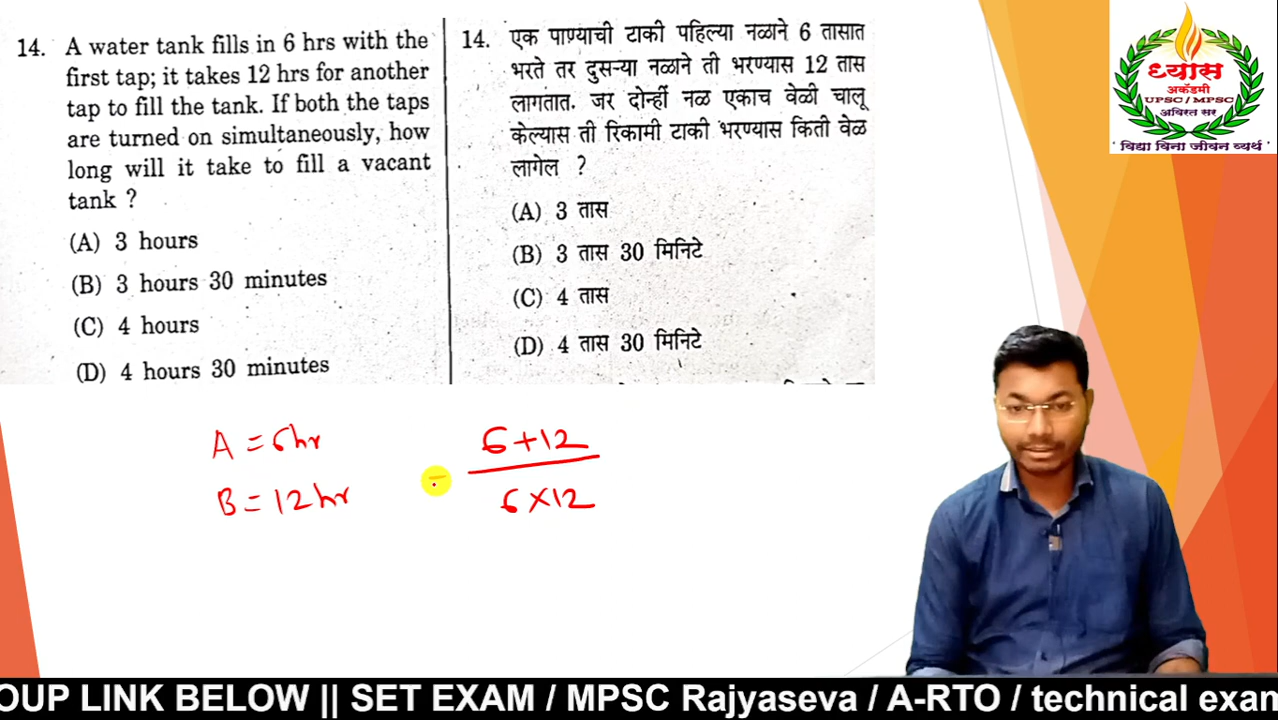 14. A water tank fills in 6 hrs with the
first tap; it takes 12 hrs for another
tap to fill the tank. If both the taps
are turned on simultaneously, how
long will it take to fill a vacant
tank ?
(A) 3 hours
(B) 3 hours 30 minutes
(C) 4 hours
(D) 4 hours 30 minutes
14. एक पाण्याची टाकी पहिल्या नळाने 6 तासात
भरते तर दुसऱ्या नळाने ती भरण्यास 12 तास
लागतात. जर दोन्हीं नळ एकाच वेळी चालू
केल्यास ती रिकामी टाकी भरण्यास किती वेळ
लागेल ?
(A) 3 तास
(B) 3 तास 30 मिनिटे
(C) 4 तास
(D) 4 तास 30 मिनिटे
ध्यास
अकॅडमी
UPSC / MPSC
अविरत सर
' विद्या विना जीवन व्यर्थ '
A = 6hr
B = 12hr
= 6+12
6×12
OUP LINK BELOW || SET EXAM / MPSC Rajyaseva / A-RTO / technical exan